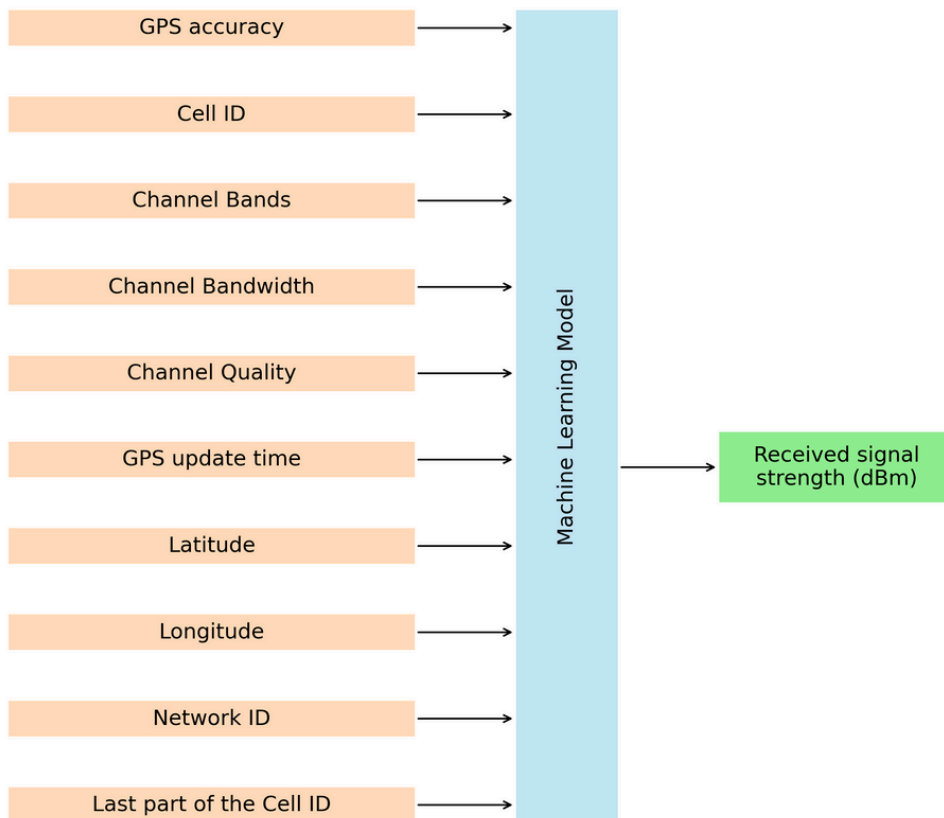 GPS accuracy
Cell ID
Channel Bands
Channel Bandwidth
Channel Quality
GPS update time
Latitude
Longitude
Network ID
Last part of the Cell ID
Machine Learning Model
Received signal
strength (dBm)